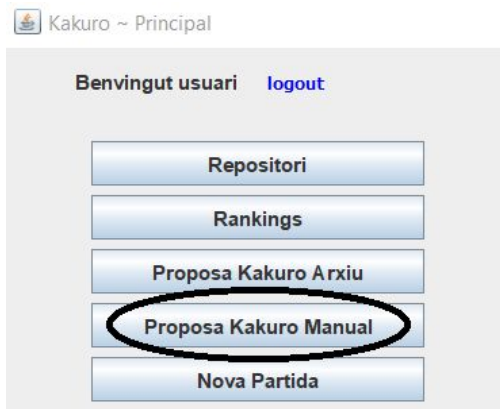 Kakuro ~ Principal
Benvingut usuari logout
Repositori
Rankings
Proposa Kakuro Arxiu
Proposa Kakuro Manual
Nova Partida